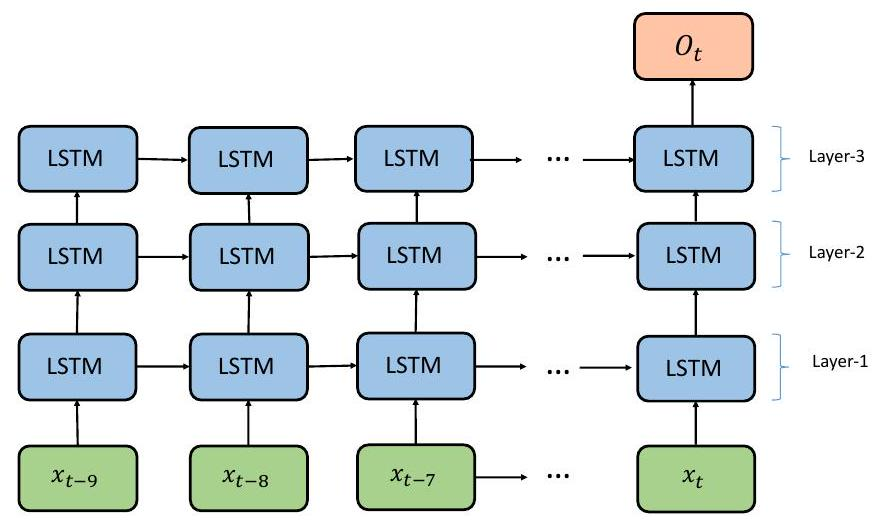 O_t
LSTM LSTM LSTM ... LSTM Layer-3
LSTM LSTM LSTM ... LSTM Layer-2
LSTM LSTM LSTM ... LSTM Layer-1
x_{t-9} x_{t-8} x_{t-7} ... x_t